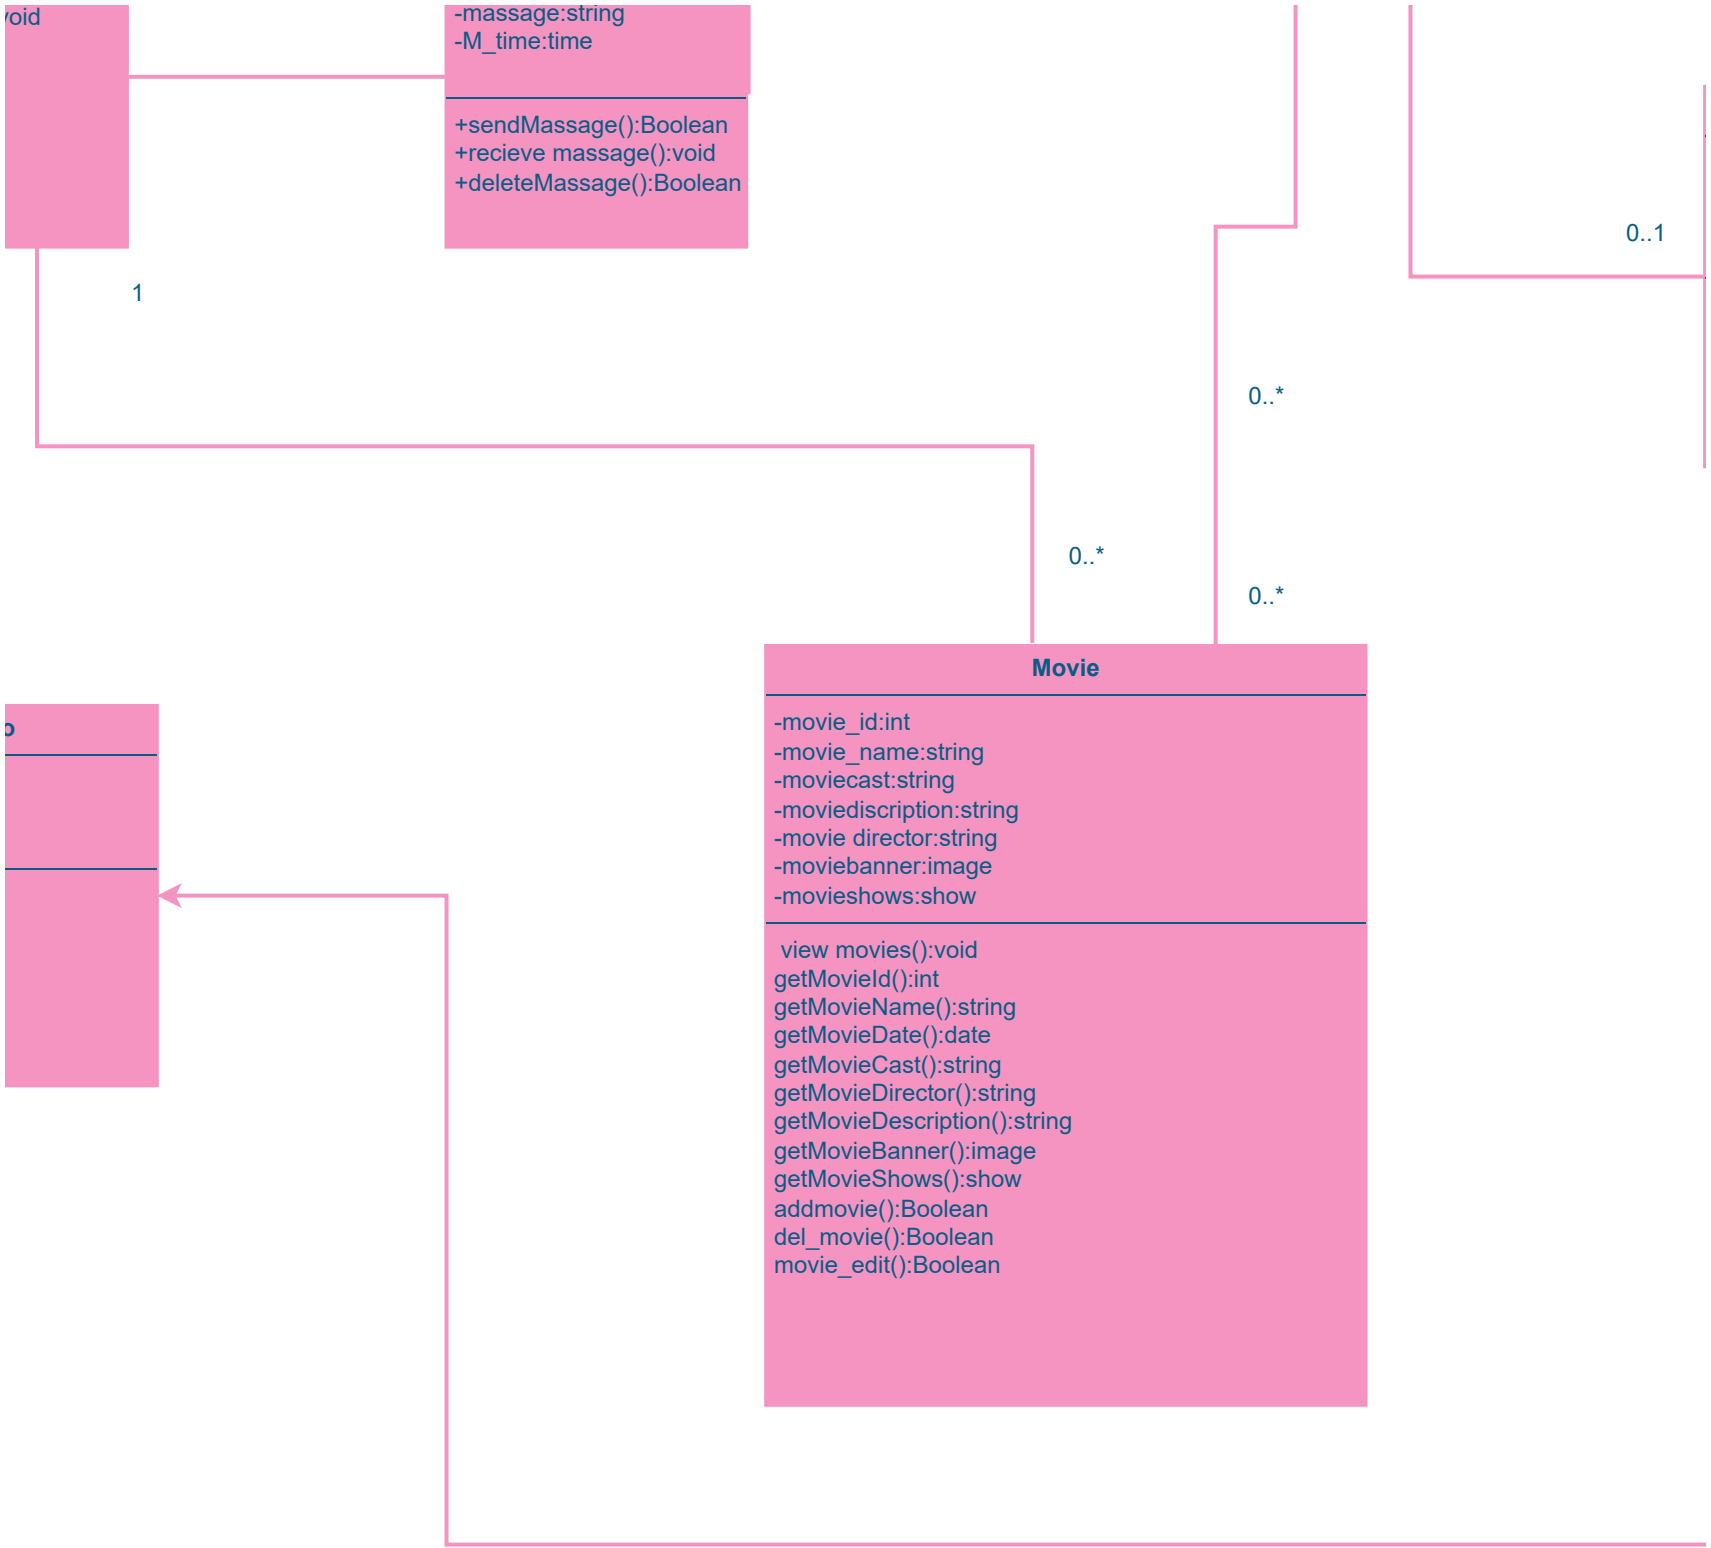 void
-massage:string
-M_time:time
+sendMassage():Boolean
+recieve massage():void
+deleteMassage():Boolean
0..1
1
0..*
0..*
0..*
Movie
-movie_id:int
-movie_name:string
-moviecast:string
-moviediscription:string
-movie director:string
-moviebanner:image
-movieshows:show
view movies():void
getMovieId():int
getMovieName():string
getMovieDate():date
getMovieCast():string
getMovieDirector():string
getMovieDescription():string
getMovieBanner():image
getMovieShows():show
addmovie():Boolean
del_movie():Boolean
movie_edit():Boolean